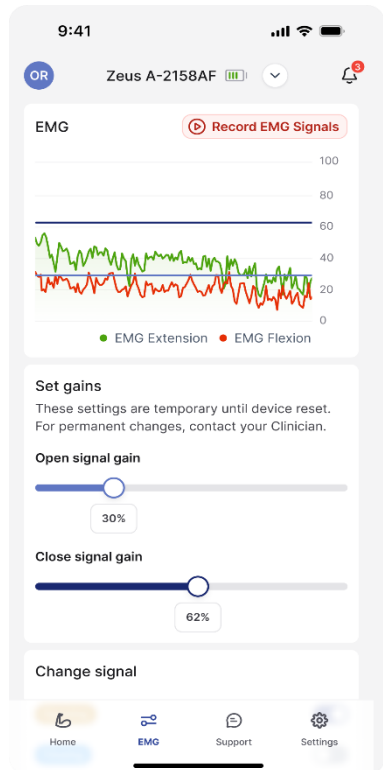 9:41
OR
Zeus A-2158AF
3
EMG
Record EMG Signals
100
80
60
40
20
0
EMG Extension
EMG Flexion
Set gains
These settings are temporary until device reset.
For permanent changes, contact your Clinician.
Open signal gain
30%
Close signal gain
62%
Change signal
Home
EMG
Support
Settings